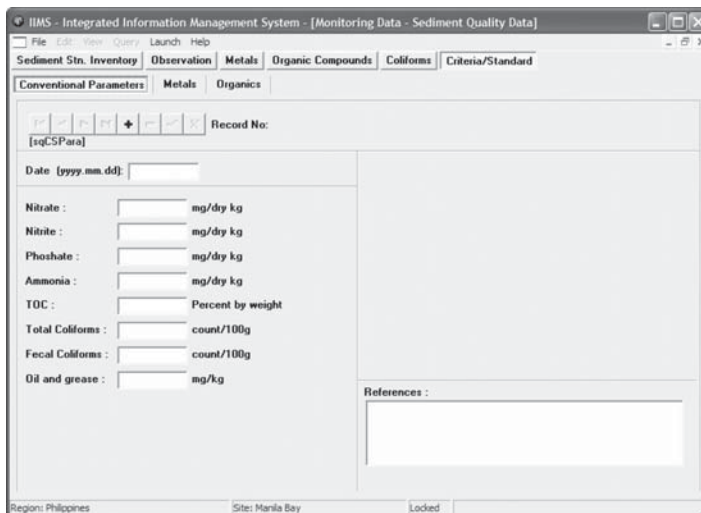 IIMS - Integrated Information Management System - [Monitoring Data - Sediment Quality Data]
File Edit View Query Launch Help
Sediment Stn. Inventory Observation Metals Organic Compounds Coliforms Criteria/Standard
Conventional Parameters Metals Organics
Record No:
[sqCSPara]
Date (yyyy.mm.dd):
Nitrate : mg/dry kg
Nitrite : mg/dry kg
Phoshate : mg/dry kg
Ammonia : mg/dry kg
TOC : Percent by weight
Total Coliforms : count/100g
Fecal Coliforms : count/100g
Oil and grease : mg/kg
References :
Region: Philippines Site: Manila Bay Locked